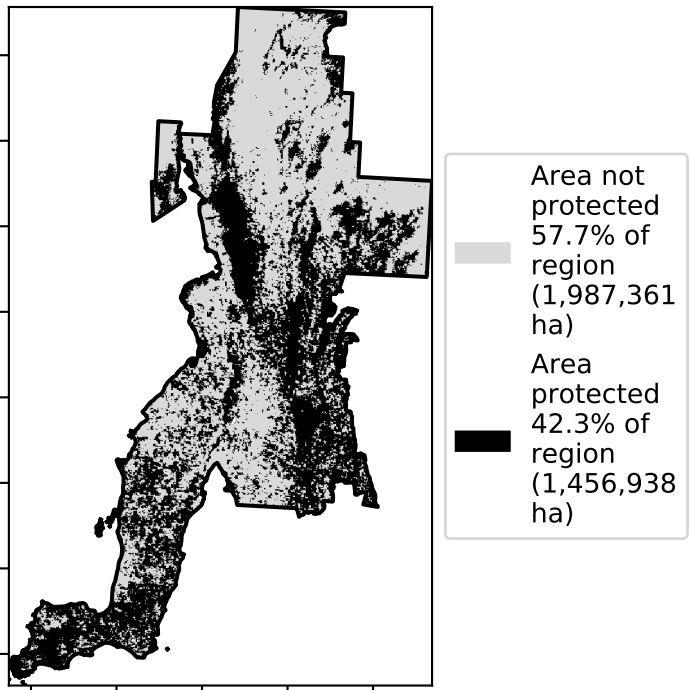 Area not
protected
57.7% of
region
(1,987,361
ha)
Area
protected
42.3% of
region
(1,456,938
ha)